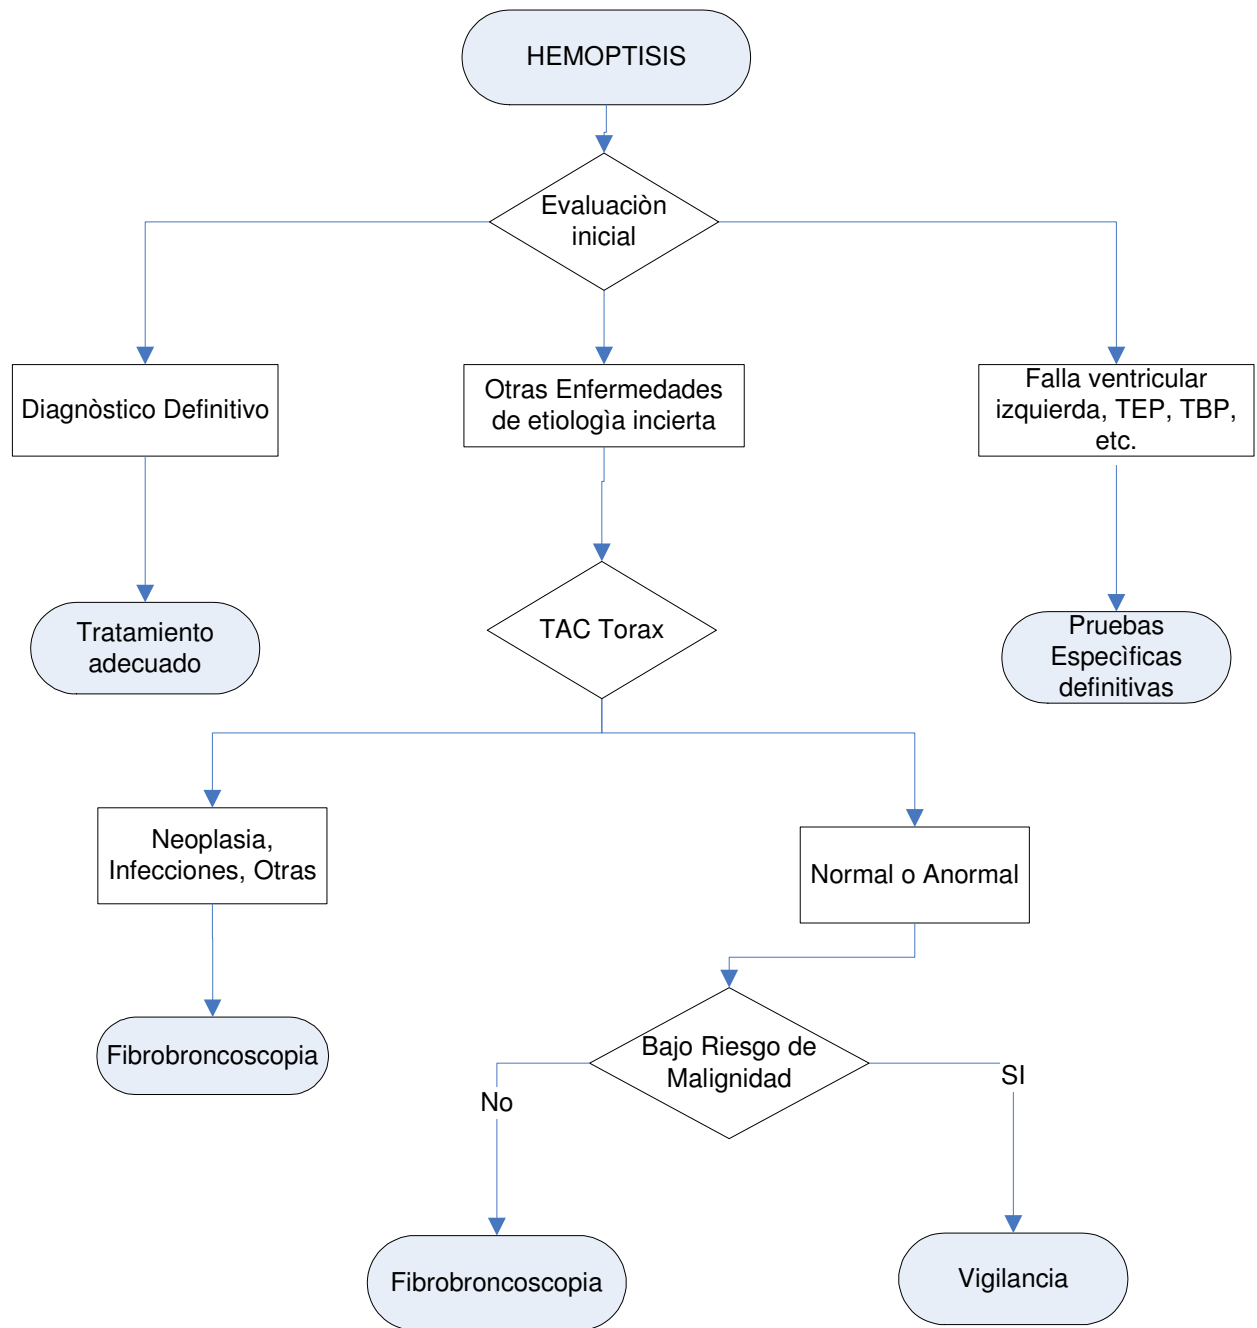 HEMOPTISIS
Evaluaciòn
inicial
Diagnòstico Definitivo
Otras Enfermedades
de etiologìa incierta
Falla ventricular
izquierda, TEP, TBP,
etc.
Tratamiento
adecuado
TAC Torax
Pruebas
Especìficas
definitivas
Neoplasia,
Infecciones, Otras
Normal o Anormal
Fibrobroncoscopia
Bajo Riesgo de
Malignidad
No
SI
Fibrobroncoscopia
Vigilancia